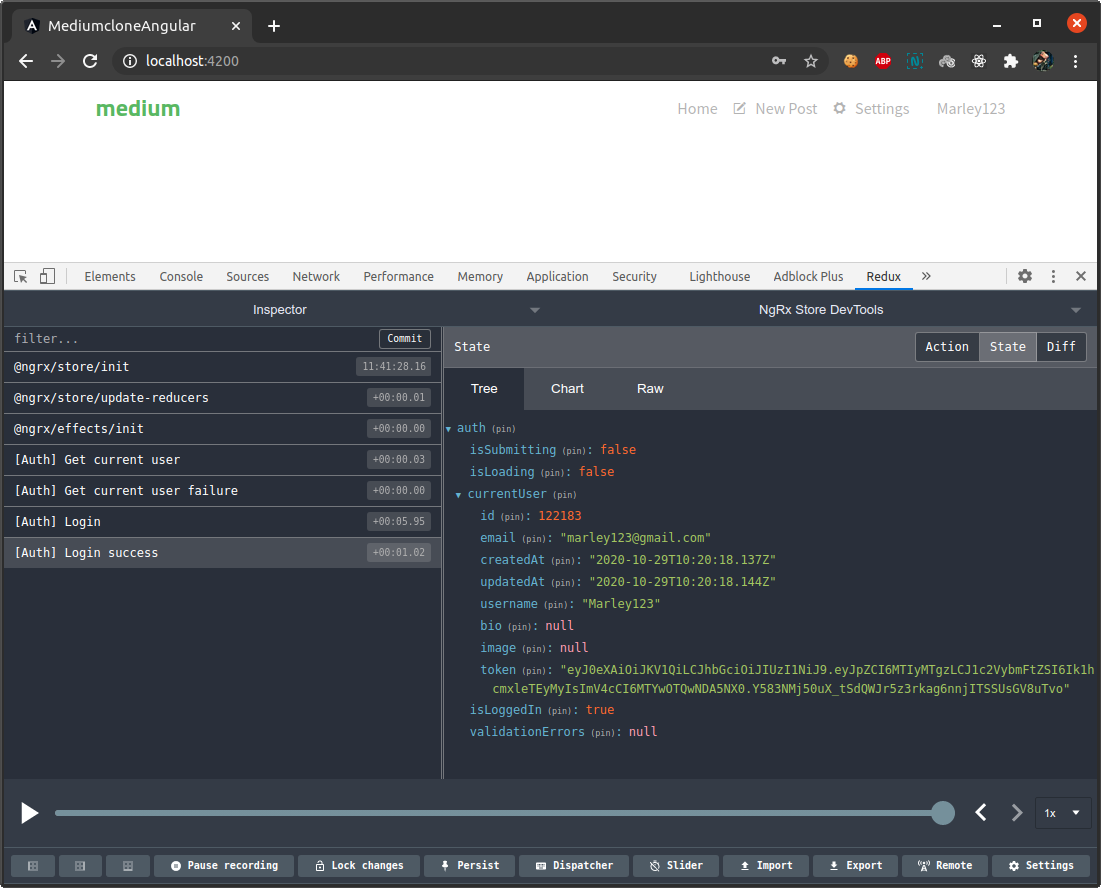 MediumcloneAngular
localhost:4200
ABP
N
medium
Home New Post Settings Marley123
Elements Console Sources Network Performance Memory Application Security Lighthouse Adblock Plus Redux »
Inspector NgRx Store DevTools
filter... Commit
State Action State Diff
Tree Chart Raw
@ngrx/store/init 11:41:28.16
@ngrx/store/update-reducers +00:00.01
@ngrx/effects/init +00:00.00
[Auth] Get current user +00:00.03
[Auth] Get current user failure +00:00.00
[Auth] Login +00:05.95
[Auth] Login success +00:01.02
auth (pin)
isSubmitting (pin): false
isLoading (pin): false
currentUser (pin)
id (pin): 122183
email (pin): "marley123@gmail.com"
createdAt (pin): "2020-10-29T10:20:18.137Z"
updatedAt (pin): "2020-10-29T10:20:18.144Z"
username (pin): "Marley123"
bio (pin): null
image (pin): null
token (pin): "eyJ0eXAiOiJKV1QiLCJhbGciOiJIUzI1NiJ9.eyJpZCI6MTIyMTgzLCJ1c2VybmFtZSI6Ik1h
cmxleTEyMyIsImV4cCI6MTYwOTQwNDA5NX0.Y583NMj50uX_tSdQWJr5z3rkag6nnjITSSUsGV8uTvo"
isLoggedIn (pin): true
validationErrors (pin): null
1x
Pause recording Lock changes Persist Dispatcher Slider Import Export Remote Settings